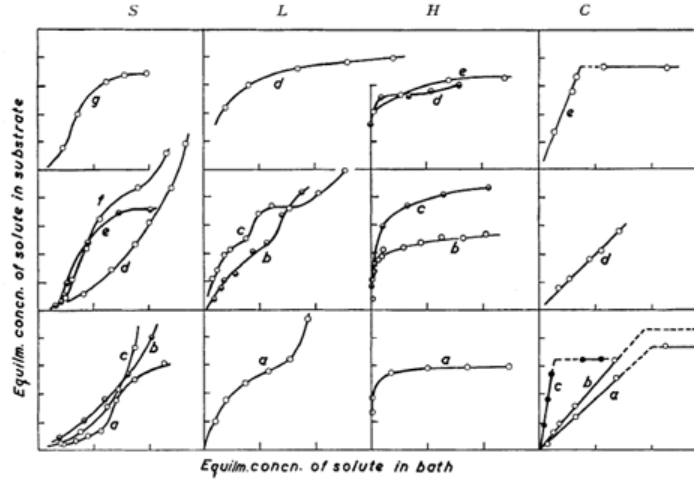 S L H C
g
d
e
d
e
f
e
d
c
b
c
b
d
c b
a
a
a
c b
a
Equilm. concn. of solute in substrate
Equilm. concn. of solute in bath